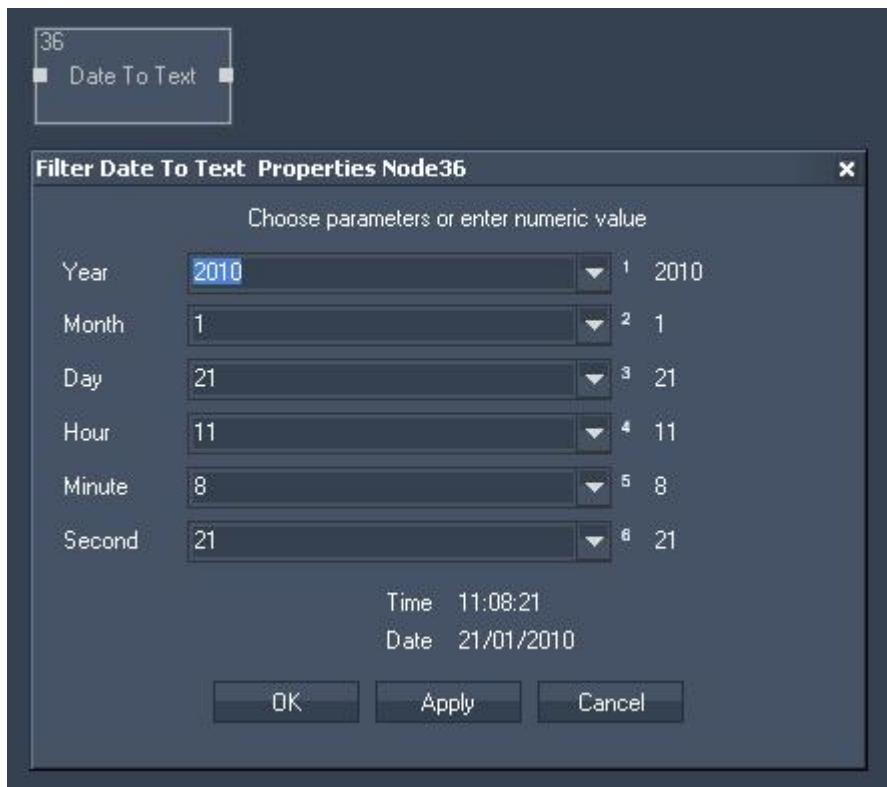 36
Date To Text
Filter Date To Text Properties Node36
Choose parameters or enter numeric value
Year 2010 1 2010
Month 1 2 1
Day 21 3 21
Hour 11 4 11
Minute 8 5 8
Second 21 6 21
Time 11:08:21
Date 21/01/2010
OK Apply Cancel